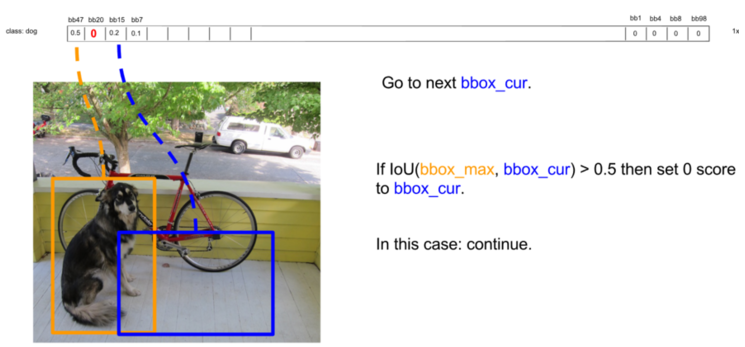 bb47 bb20 bb15 bb7 bb1 bb4 bb8 bb98
class: dog 0.5 0 0.2 0.1 0 0 0 0 1x
Go to next bbox_cur.
If IoU(bbox_max, bbox_cur) > 0.5 then set 0 score
to bbox_cur.
In this case: continue.